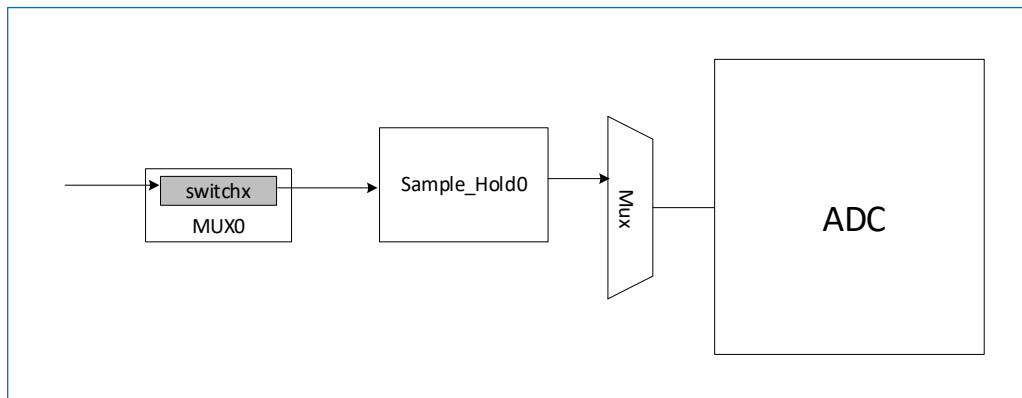 switchx
MUX0
Sample_Hold0
Mux
ADC